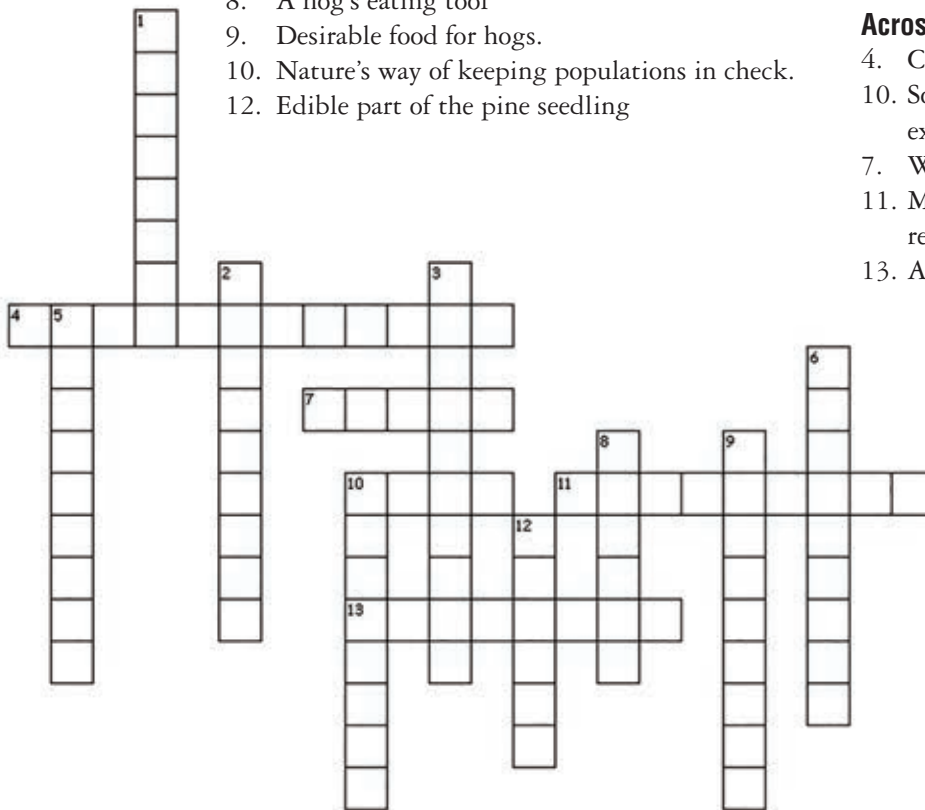 8. A hog's eating tool
9. Desirable food for hogs.
10. Nature's way of keeping populations in check.
12. Edible part of the pine seedling
Acros
4. C
10. So
ex
7. W
11. M
re
13. A
1
2
3
4 5
6
7
8
9
10
11
12
13